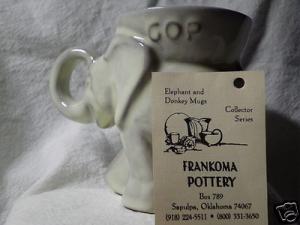 GOP
Elephant and
Donkey Mugs
Collector
Series
FRANKOMA
POTTERY
Box 789
Sapulpa, Oklahoma 74067
(918) 224-5511 • (800) 331-3650